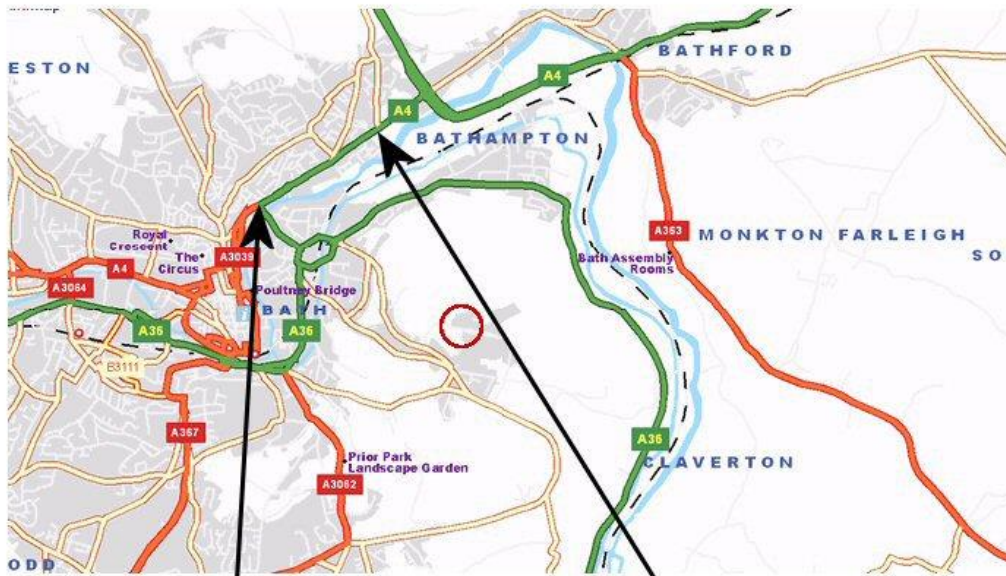 BATHFORD
ESTON
A4
A4
BATHAMPTON
Royal
Crescent
The
Circus
A3039
A363
MONKTON FARLEIGH
Bath Assembly
Rooms
SO
A4
A3064
Poultney Bridge
BATH
A36
A36
B3111
A367
A36
CLAVERTON
Prior Park
Landscape Garden
A3062
ODD